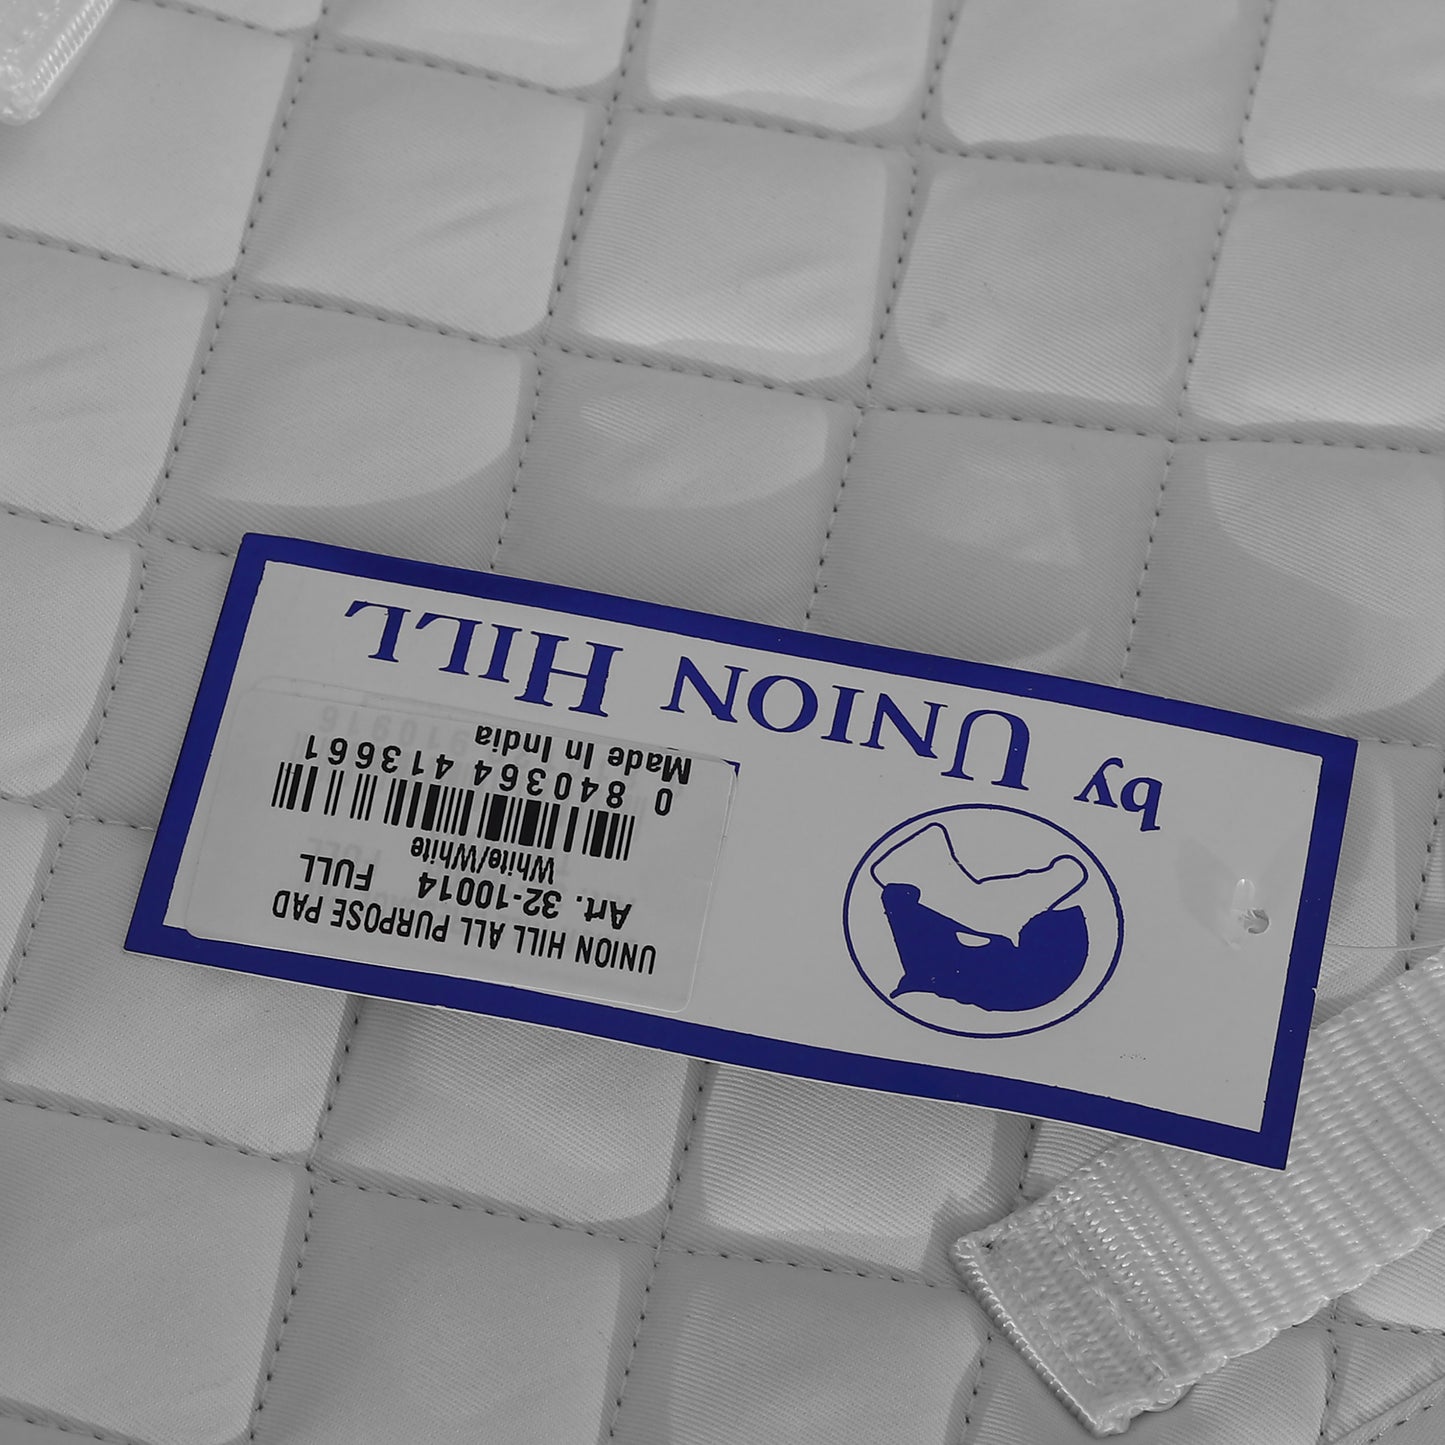 by UNION HILL
UNION HILL ALL PURPOSE PAD
Art. 32-10014 FULL
White/White
0 840364 413661
Made In India